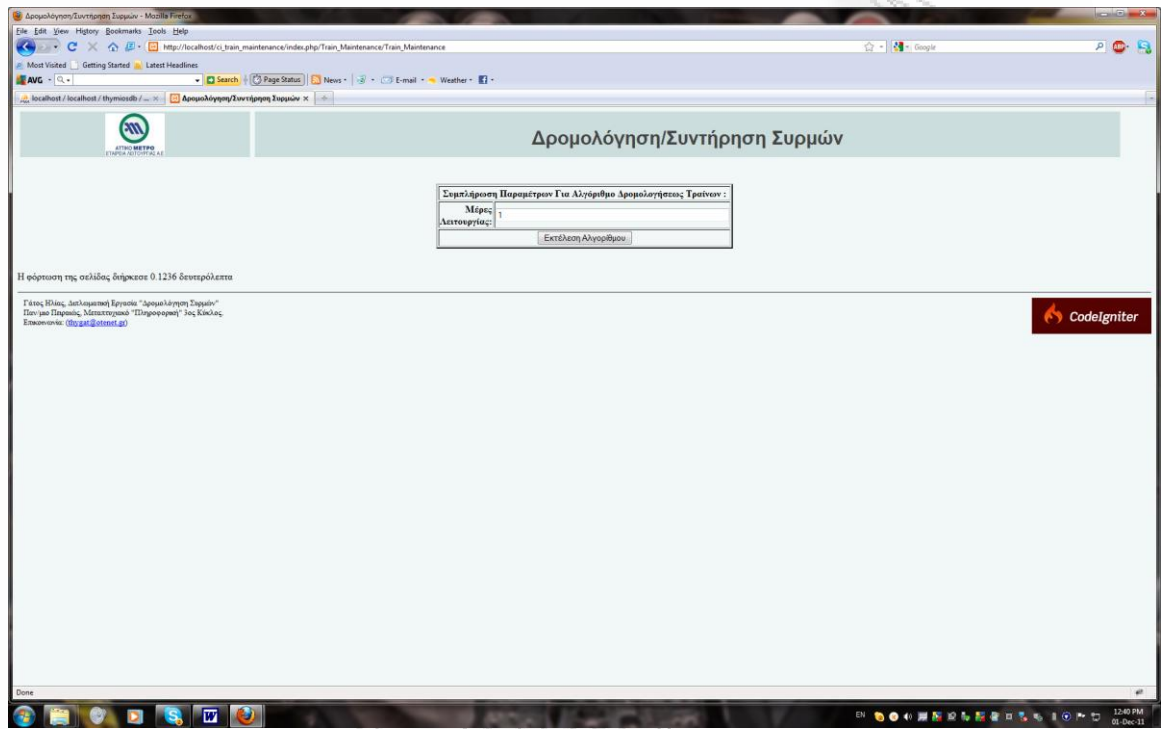 Δρομολόγηση/Συντήρηση Συρμών - Mozilla Firefox
File Edit View History Bookmarks Tools Help
http://localhost/ci_train_maintenance/index.php/Train_Maintenance/Train_Maintenance
Google
Most Visited Getting Started Latest Headlines
AVG Search Page Status News E-mail Weather
localhost / localhost / thymiosdb / ... Δρομολόγηση/Συντήρηση Συρμών
ΑΤΤΙΚΟ ΜΕΤΡΟ
ΕΤΑΙΡΕΙΑ ΛΕΙΤΟΥΡΓΙΑΣ Α.Ε
Δρομολόγηση/Συντήρηση Συρμών
Συμπλήρωση Παραμέτρων Για Αλγόριθμο Δρομολογήσεως Τραίνων :
Μέρες
Λειτουργίας:
1
Εκτέλεση Αλγορίθμου
Η φόρτωση της σελίδας διήρκεσε 0.1236 δευτερόλεπτα
Γάτος Ηλίας, Διπλωματική Εργασία "Δρομολόγηση Συρμών"
Παν/μιο Πειραιώς, Μεταπτυχιακό "Πληροφορική" 3ος Κύκλος.
Επικοινωνία: (thygat@otenet.gr)
CodeIgniter
Done
EN
12:40 PM
01-Dec-11